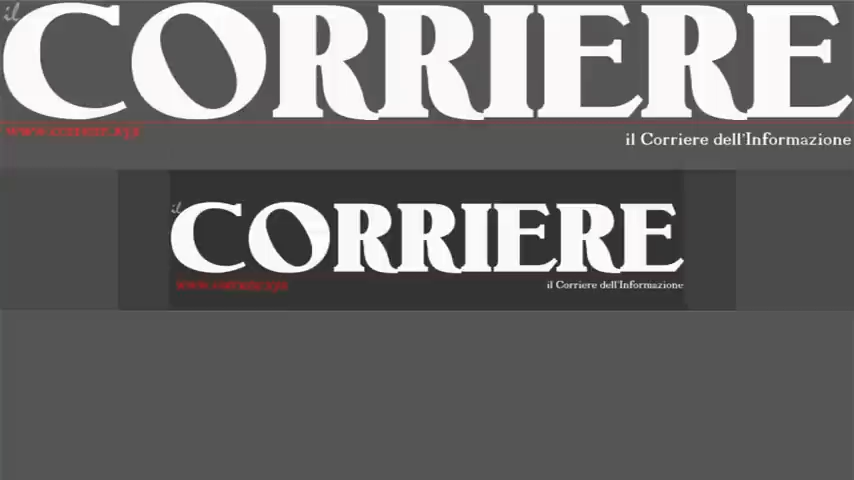 il
CORRIERE
il Corriere dell'Informazione
il
CORRIERE
il Corriere dell'Informazione